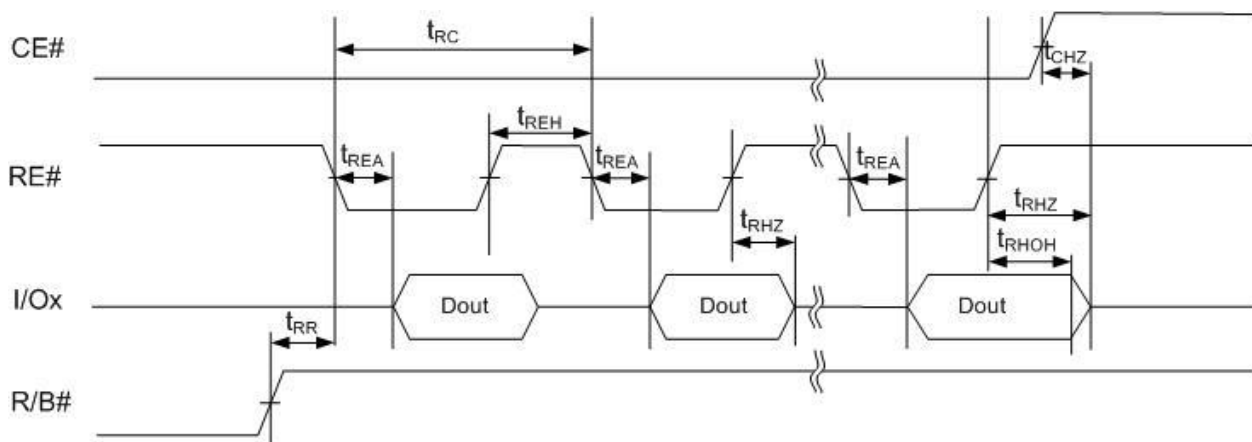 CE#
tRC
tCHZ
RE#
tREA
tREH
tREA
tREA
tRHZ
tRHZ
tRHOH
I/Ox
Dout
Dout
Dout
tRR
R/B#